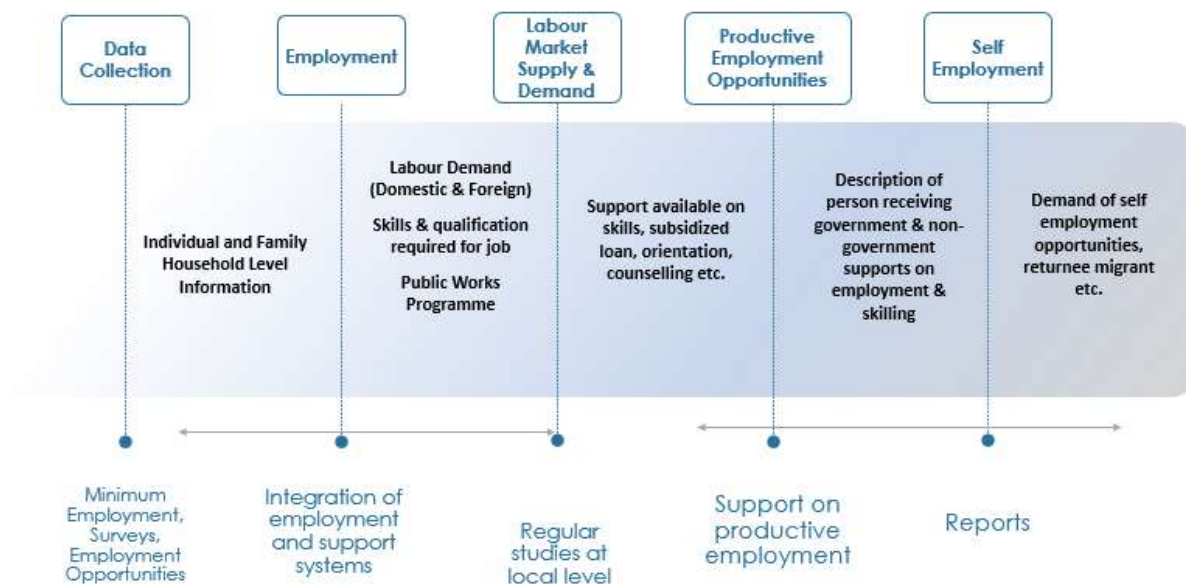 Data
Collection
Employment
Labour
Market
Supply &
Demand
Productive
Employment
Opportunities
Self
Employment
Individual and Family
Household Level
Information
Labour Demand
(Domestic & Foreign)
Skills & qualification
required for job
Public Works
Programme
Support available on
skills, subsidized
loan, orientation,
counselling etc.
Description of
person receiving
government & non-
government
supports on
employment &
skilling
Demand of self
employment
opportunities,
returnee migrant
etc.
Minimum
Employment,
Surveys,
Employment
Opportunities
Integration of
employment
and support
systems
Regular
studies at
local level
Support on
productive
employment
Reports